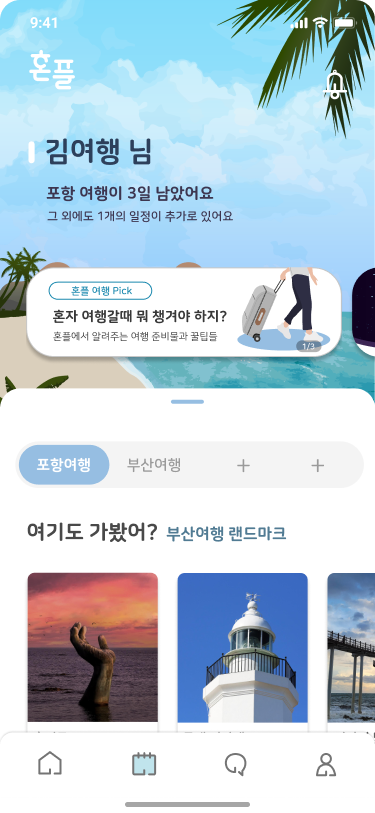 9:41
혼플
김여행 님
포항 여행이 3일 남았어요
그 외에도 1개의 일정이 추가로 있어요
혼플 여행 Pick
혼자 여행갈때 뭐 챙겨야 하지?
혼플에서 알려주는 여행 준비물과 꿀팁들
1/3
포항여행 부산여행 + +
여기도 가봤어? 부산여행 랜드마크